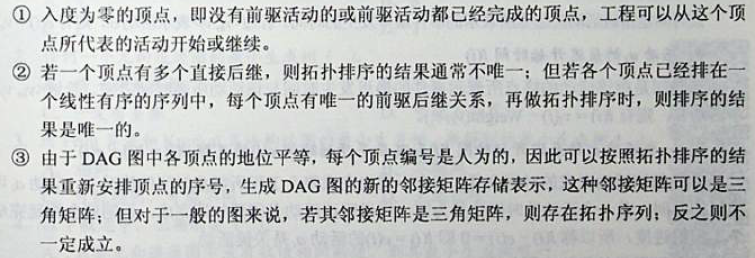 ① 入度为零的顶点，即没有前驱活动的或前驱活动都已经完成的顶点，工程可以从这个顶
点所代表的活动开始或继续。
② 若一个顶点有多个直接后继，则拓扑排序的结果通常不唯一；但若各个顶点已经排在一
个线性有序的序列中，每个顶点有唯一的前驱后继关系，再做拓扑排序时，则排序的结
果是唯一的。
③ 由于 DAG 图中各顶点的地位平等，每个顶点编号是人为的，因此可以按照拓扑排序的结
果重新安排顶点的序号，生成 DAG 图的新的邻接矩阵存储表示，这种邻接矩阵可以是三
角矩阵；但对于一般的图来说，若其邻接矩阵是三角矩阵，则存在拓扑序列；反之则不
一定成立。